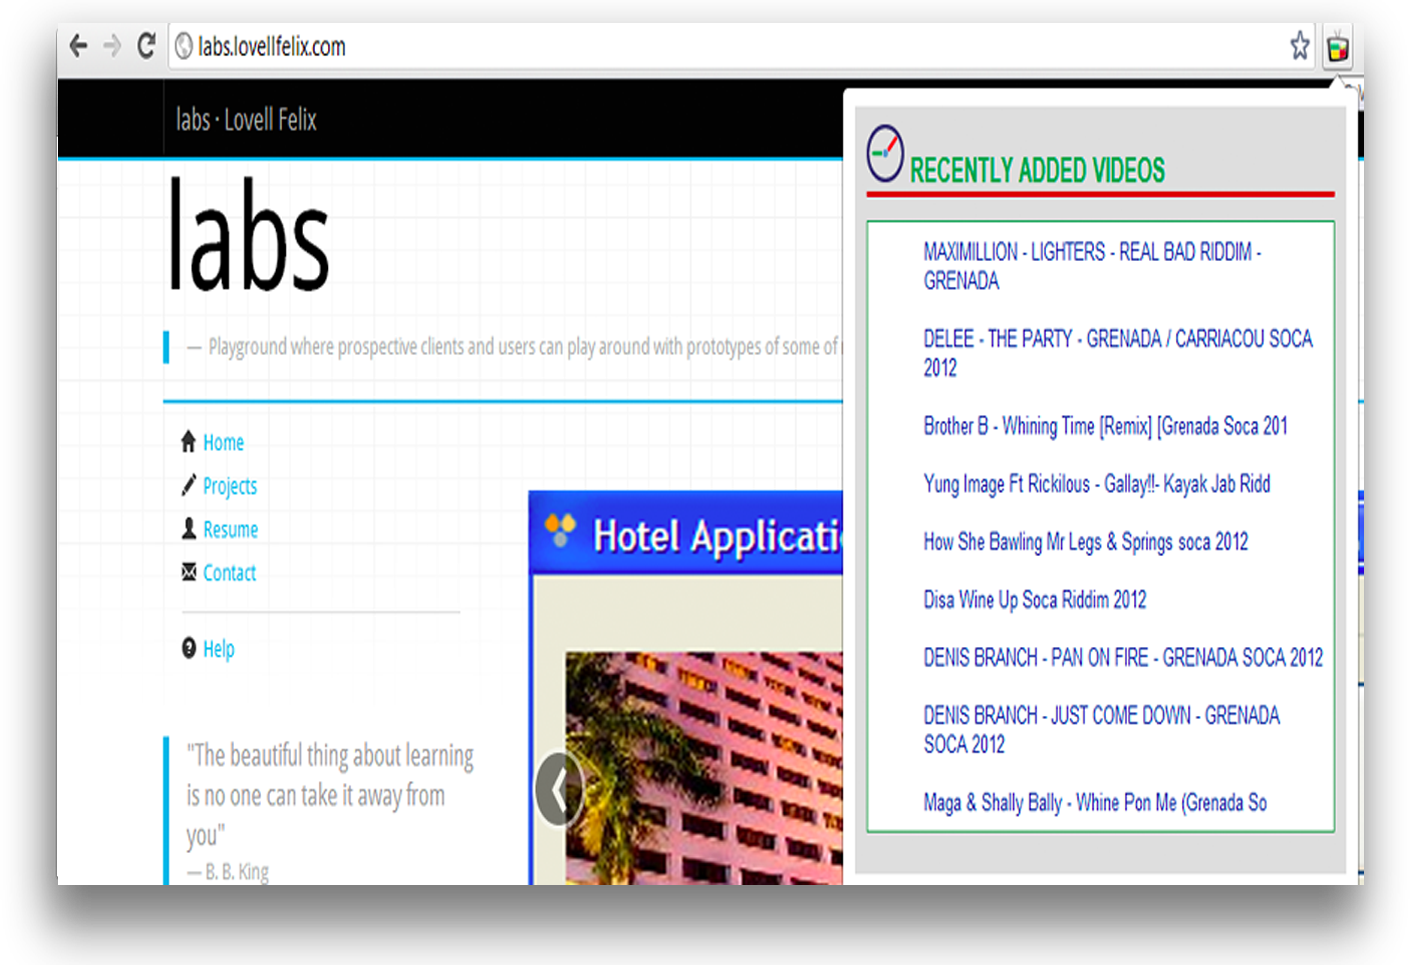 labs.lovellfelix.com
labs · Lovell Felix
labs
— Playground where prospective clients and users can play around with prototypes of some of
Home
Projects
Resume
Contact
Help
"The beautiful thing about learning
is no one can take it away from
you"
— B. B. King
Hotel Applicati
RECENTLY ADDED VIDEOS
MAXIMILLION - LIGHTERS - REAL BAD RIDDIM -
GRENADA
DELEE - THE PARTY - GRENADA / CARRIACOU SOCA
2012
Brother B - Whining Time [Remix] [Grenada Soca 201
Yung Image Ft Rickilous - Gallay!!- Kayak Jab Ridd
How She Bawling Mr Legs & Springs soca 2012
Disa Wine Up Soca Riddim 2012
DENIS BRANCH - PAN ON FIRE - GRENADA SOCA 2012
DENIS BRANCH - JUST COME DOWN - GRENADA
SOCA 2012
Maga & Shally Bally - Whine Pon Me (Grenada So